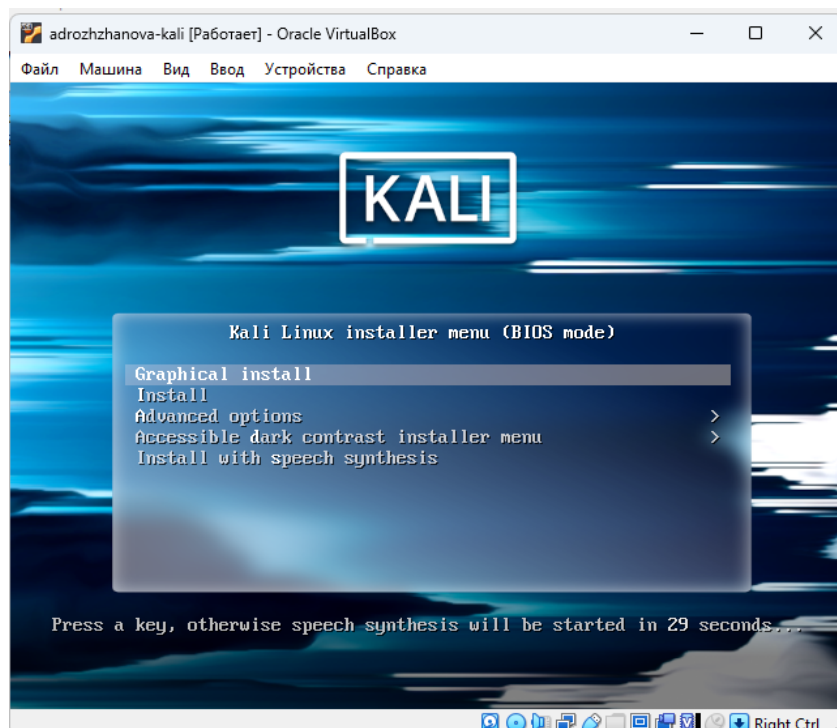 adrozhzhanova-kali [Работает] - Oracle VirtualBox
Файл Машина Вид Ввод Устройства Справка
KALI
Kali Linux installer menu (BIOS mode)
Graphical install
Install
Advanced options >
Accessible dark contrast installer menu >
Install with speech synthesis
Press a key, otherwise speech synthesis will be started in 29 seconds...
Right Ctrl